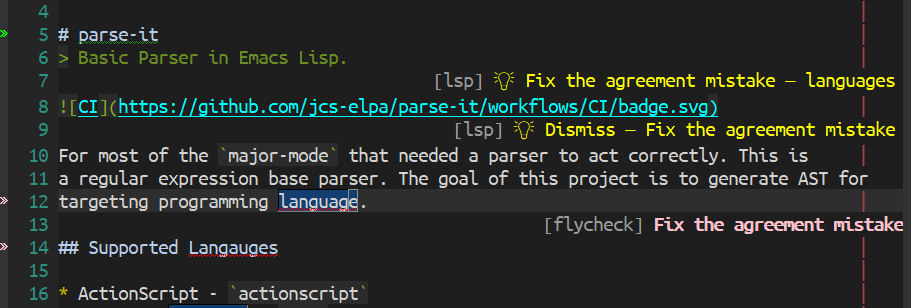 4
5 # parse-it
6 > Basic Parser in Emacs Lisp.
7 [lsp] 💡 Fix the agreement mistake — languages
8 ![CI](https://github.com/jcs-elpa/parse-it/workflows/CI/badge.svg)
9 [lsp] 💡 Dismiss — Fix the agreement mistake
10 For most of the `major-mode` that needed a parser to act correctly. This is
11 a regular expression base parser. The goal of this project is to generate AST for
12 targeting programming language.
13 [flycheck] Fix the agreement mistake
14 ## Supported Langauges
15
16 * ActionScript - `actionscript`